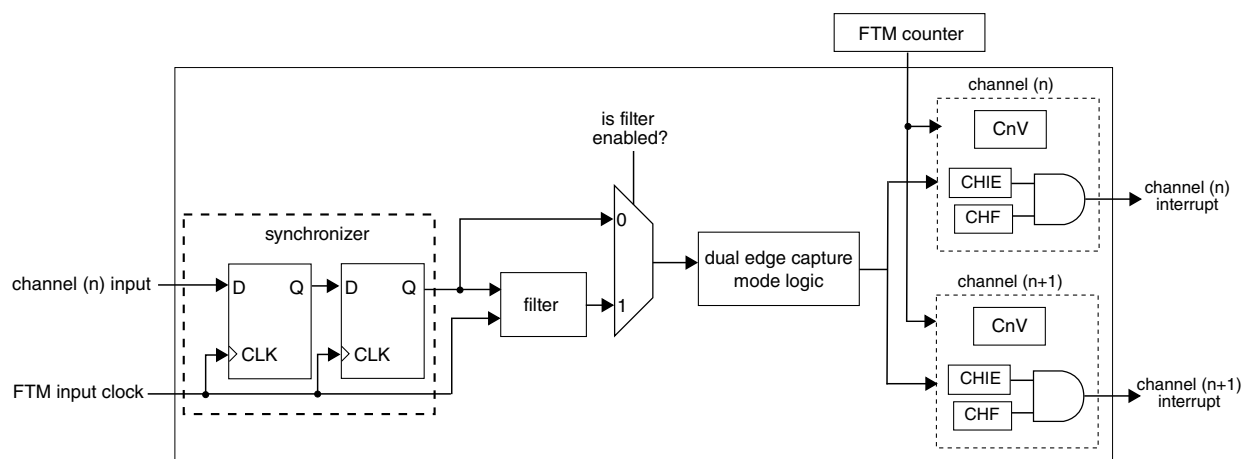 FTM counter
channel (n)
CnV
is filter
enabled?
CHIE
CHF
channel (n)
interrupt
0
synchronizer
channel (n) input
D
Q
D
Q
CLK
CLK
FTM input clock
filter
1
dual edge capture
mode logic
channel (n+1)
CnV
CHIE
CHF
channel (n+1)
interrupt